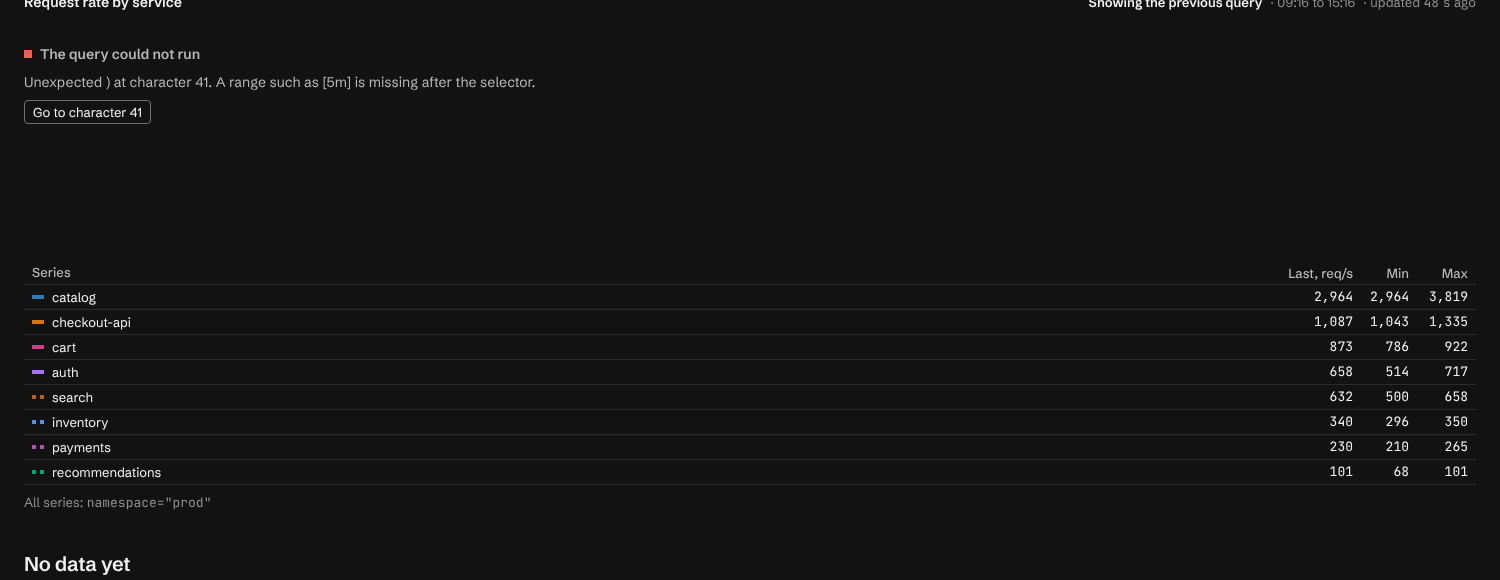 Request rate by service Showing the previous query · 09:16 to 15:16 · updated 48 s ago
The query could not run
Unexpected ) at character 41. A range such as [5m] is missing after the selector.
Go to character 41
Series Last, req/s Min Max
catalog 2,964 2,964 3,819
checkout-api 1,087 1,043 1,335
cart 873 786 922
auth 658 514 717
search 632 500 658
inventory 340 296 350
payments 230 210 265
recommendations 101 68 101
All series: namespace="prod"
No data yet